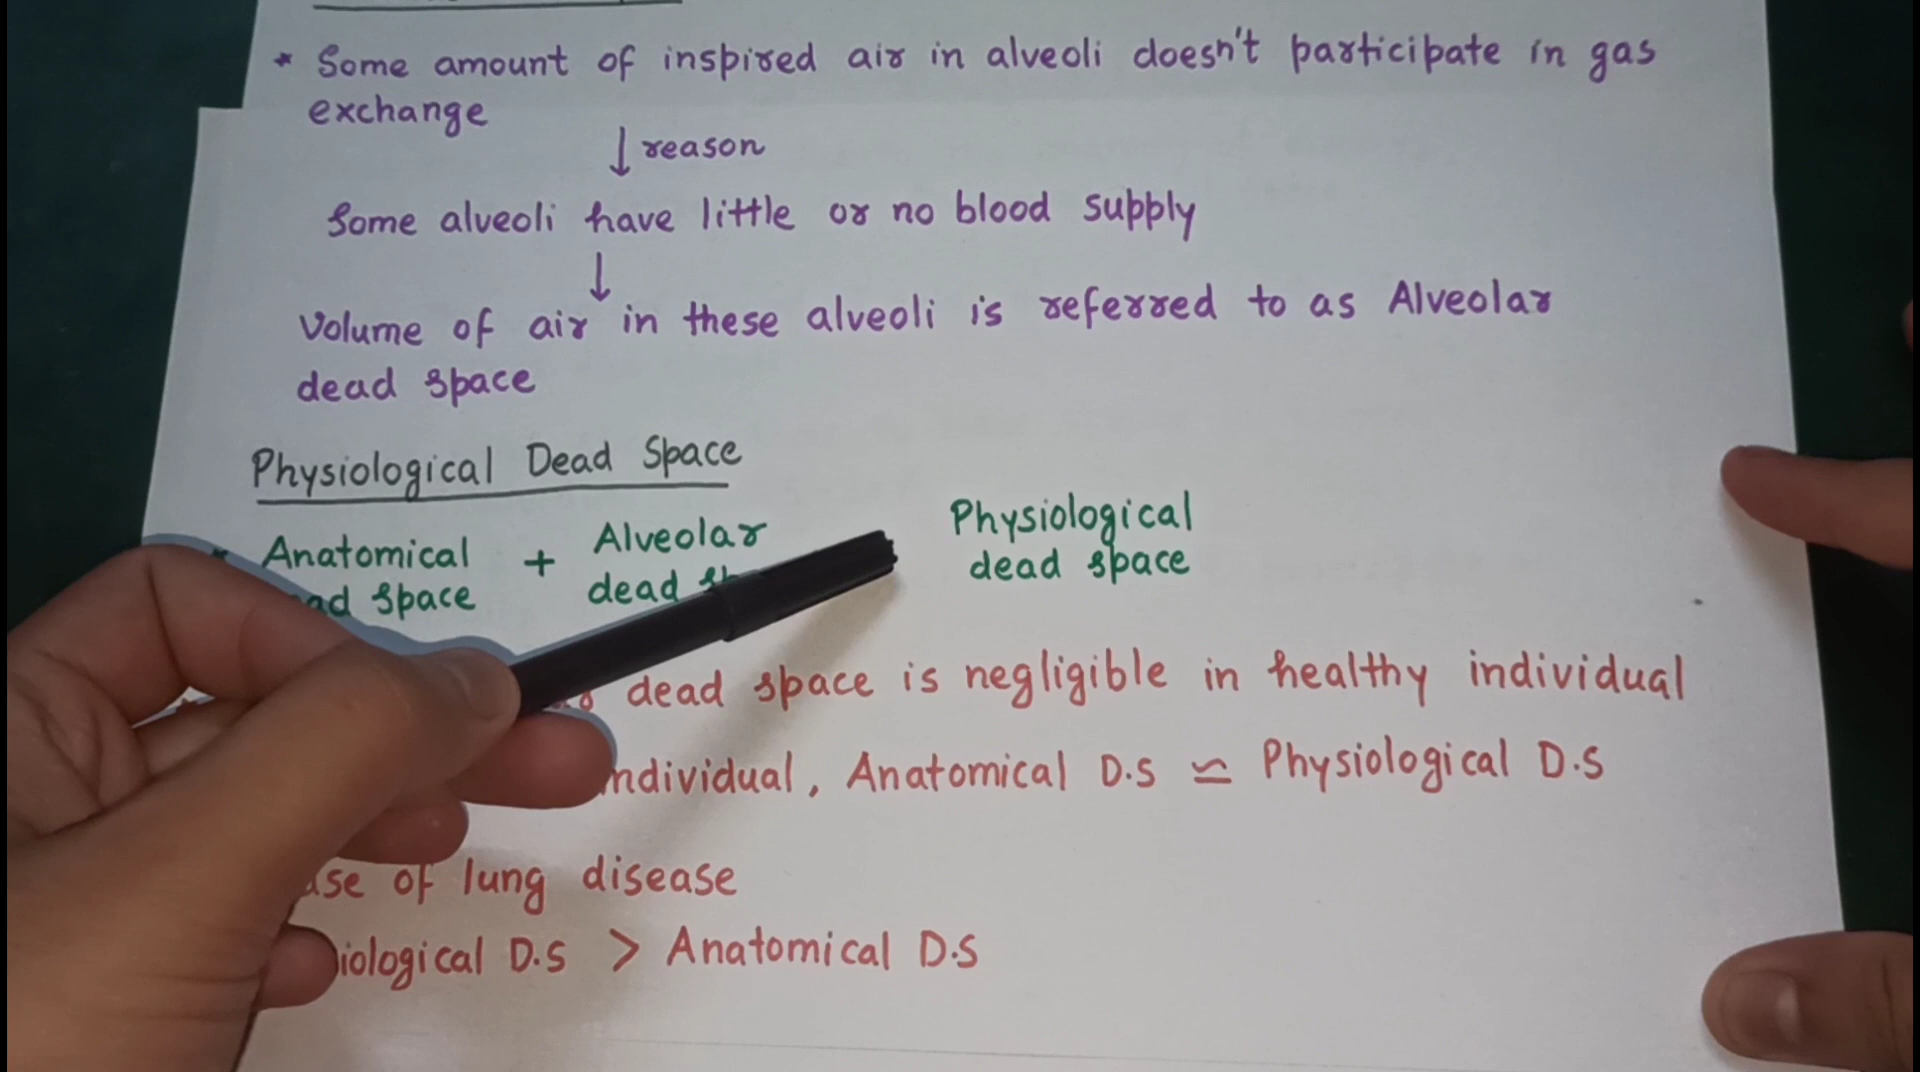 * Some amount of inspired air in alveoli doesn't participate in gas
exchange
↓ reason
Some alveoli have little or no blood supply
↓
Volume of air in these alveoli is referred to as Alveolar
dead space
Physiological Dead Space
Anatomical + Alveolar Physiological
space dead dead space
dead space is negligible in healthy individual
individual, Anatomical D.S ≃ Physiological D.S
of lung disease
D.S > Anatomical D.S